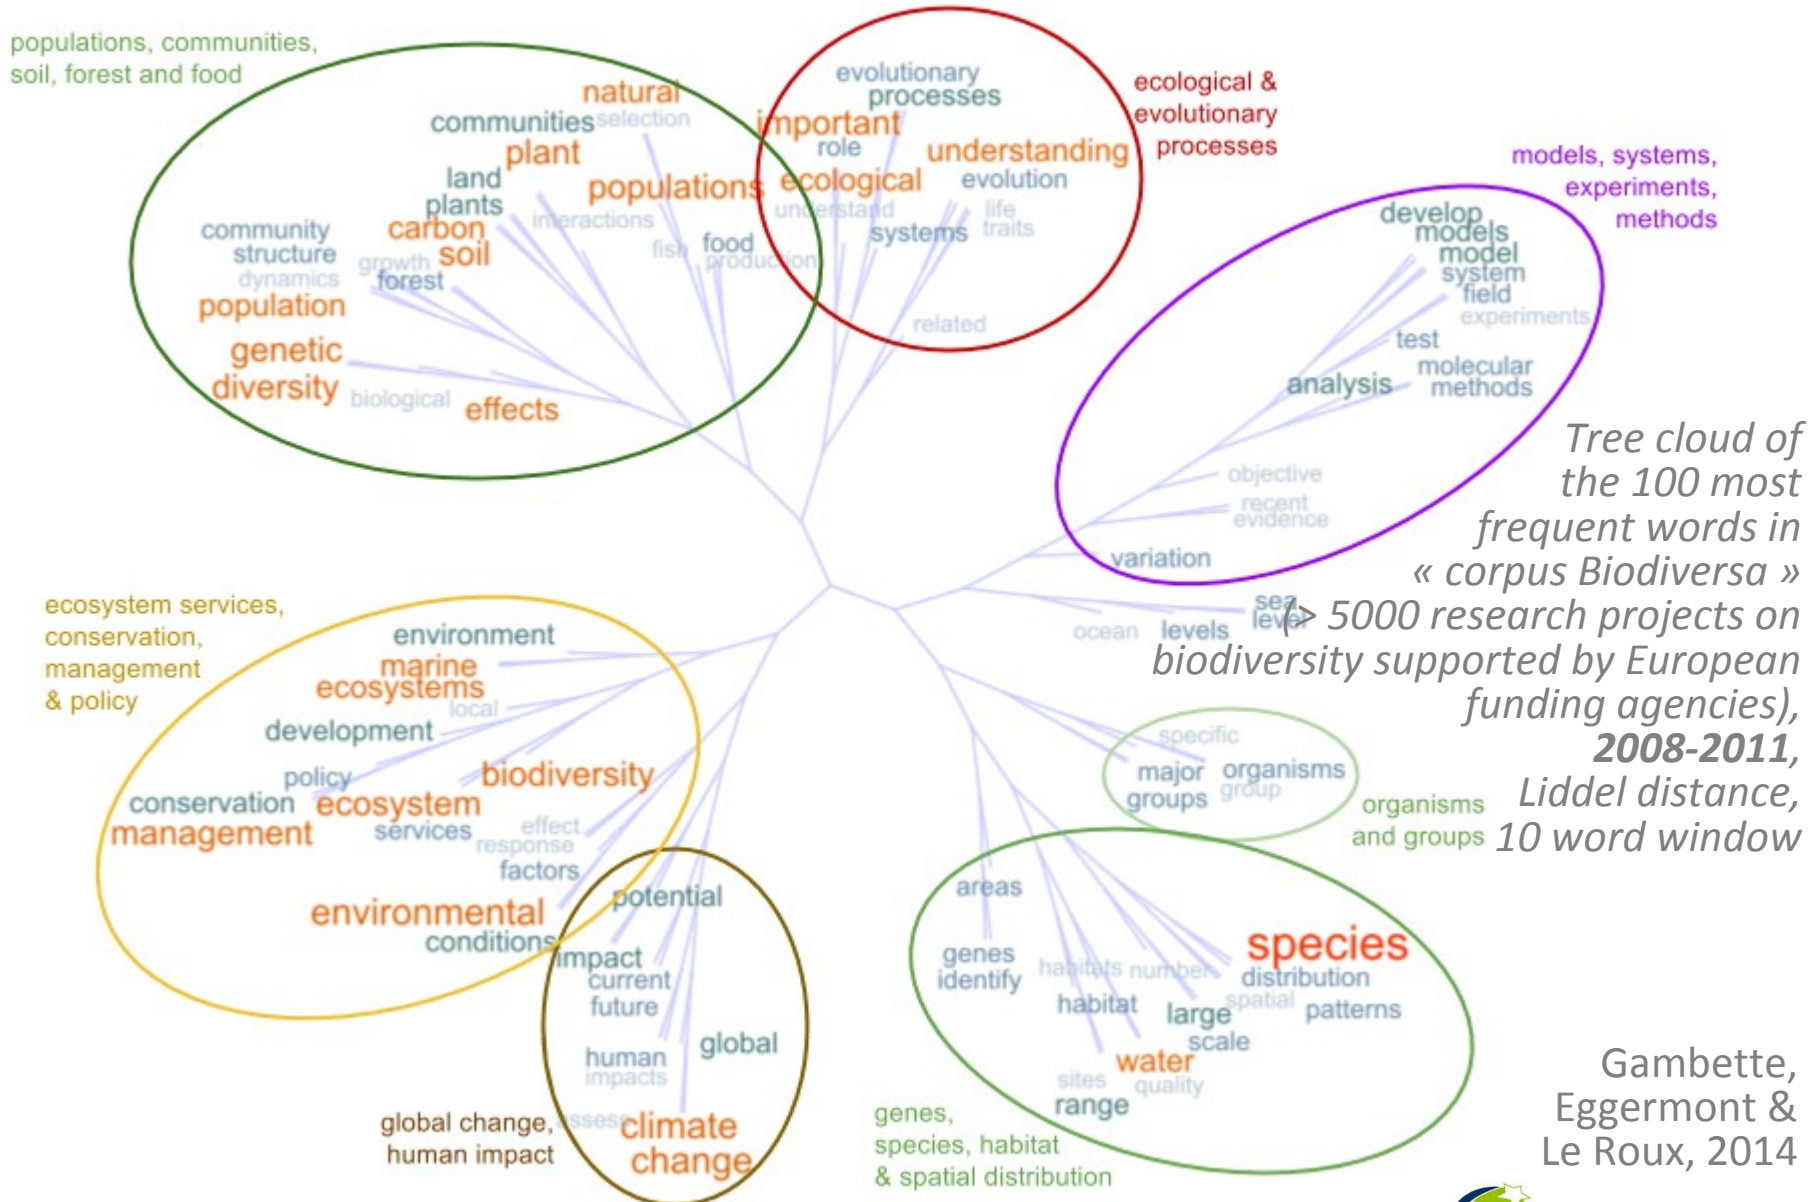 populations, communities,
soil, forest and food
natural
selection
communities
plant
land
plants
populations
interactions
carbon
soil
community
structure
dynamics
growth
forest
fish
food
production
population
genetic
diversity
biological
effects
evolutionary
processes
important
role
understanding
ecological
evolution
understand
life
traits
systems
related
ecological &
evolutionary
processes
models, systems,
experiments,
methods
develop
models
model
system
field
experiments
test
molecular
methods
analysis
objective
recent
evidence
variation
sea
level
ocean
levels
Tree cloud of
the 100 most
frequent words in
« corpus Biodiversa »
(> 5000 research projects on
biodiversity supported by European
funding agencies),
2008-2011,
Liddel distance,
10 word window
ecosystem services,
conservation,
management
& policy
environment
marine
ecosystems
local
development
policy
biodiversity
conservation
ecosystem
management
services
effect
response
factors
environmental
conditions
potential
impact
current
future
global
human
impacts
assess
climate
change
global change,
human impact
specific
major
organisms
groups
group
organisms
and groups
areas
genes
identify
species
habitats
number
distribution
habitat
spatial
patterns
large
scale
water
sites
quality
range
genes,
species, habitat
& spatial distribution
Gambette,
Eggermont &
Le Roux, 2014